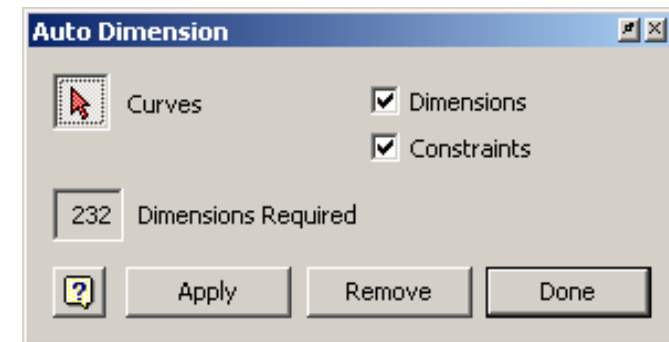 Auto Dimension
Curves
Dimensions
Constraints
232 Dimensions Required
? Apply Remove Done